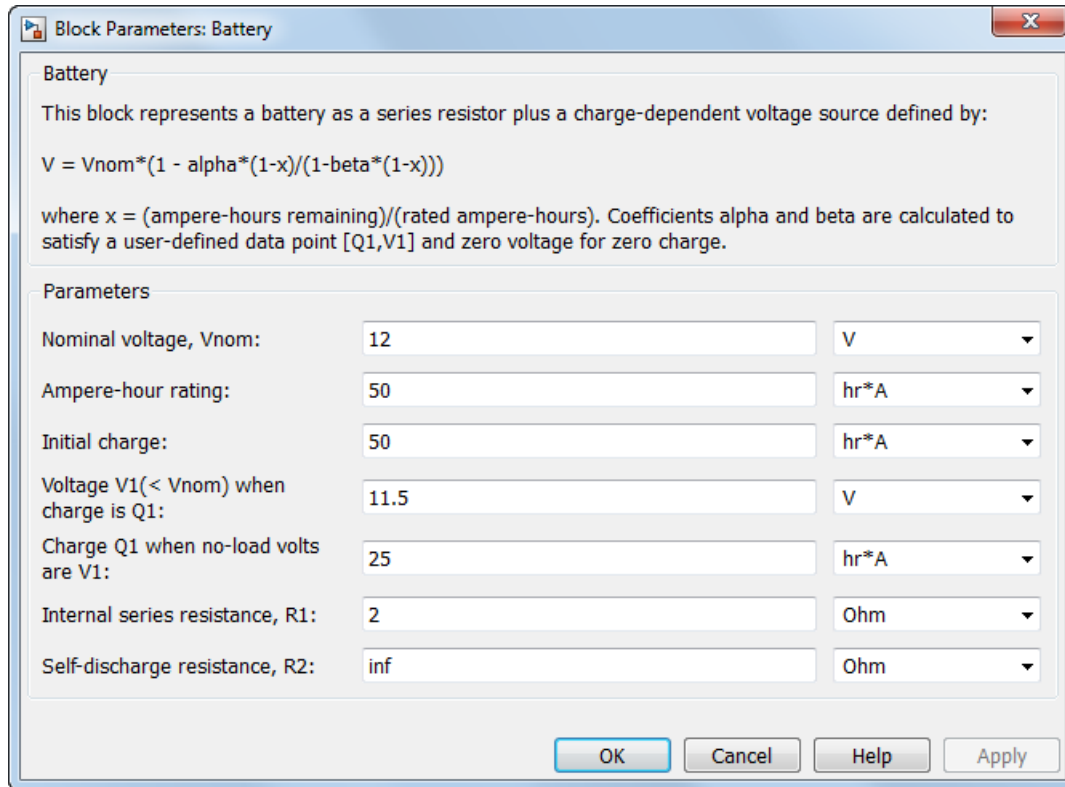 Block Parameters: Battery
Battery
This block represents a battery as a series resistor plus a charge-dependent voltage source defined by:
V = Vnom*(1 - alpha*(1-x)/(1-beta*(1-x)))
where x = (ampere-hours remaining)/(rated ampere-hours). Coefficients alpha and beta are calculated to
satisfy a user-defined data point [Q1,V1] and zero voltage for zero charge.
Parameters
Nominal voltage, Vnom: 12 V
Ampere-hour rating: 50 hr*A
Initial charge: 50 hr*A
Voltage V1(< Vnom) when
charge is Q1: 11.5 V
Charge Q1 when no-load volts
are V1: 25 hr*A
Internal series resistance, R1: 2 Ohm
Self-discharge resistance, R2: inf Ohm
OK Cancel Help Apply